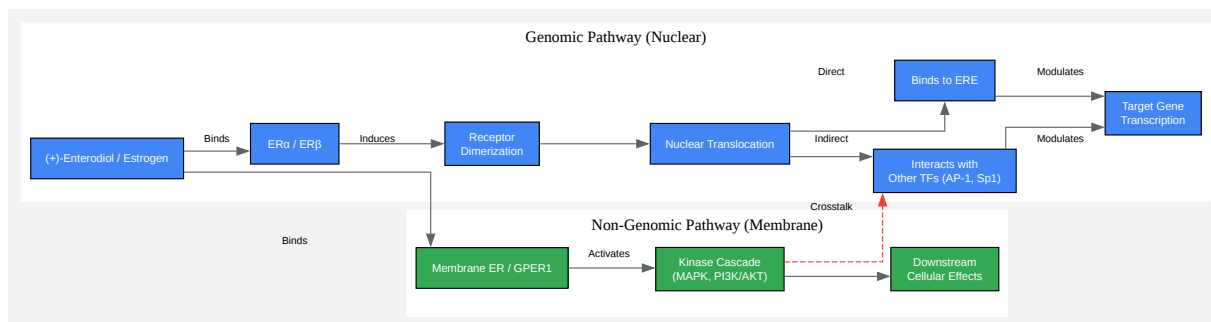 Genomic Pathway (Nuclear)
Direct
Binds to ERE
Modulates
Target Gene
Transcription
Binds
ERα / ERβ
Induces
Receptor
Dimerization
Nuclear Translocation
Indirect
Modulates
(+)-Enterodiol / Estrogen
Interacts with
Other TFs (AP-1, Sp1)
Crosstalk
Non-Genomic Pathway (Membrane)
Binds
Membrane ER / GPER1
Activates
Kinase Cascade
(MAPK, PI3K/AKT)
Downstream
Cellular Effects